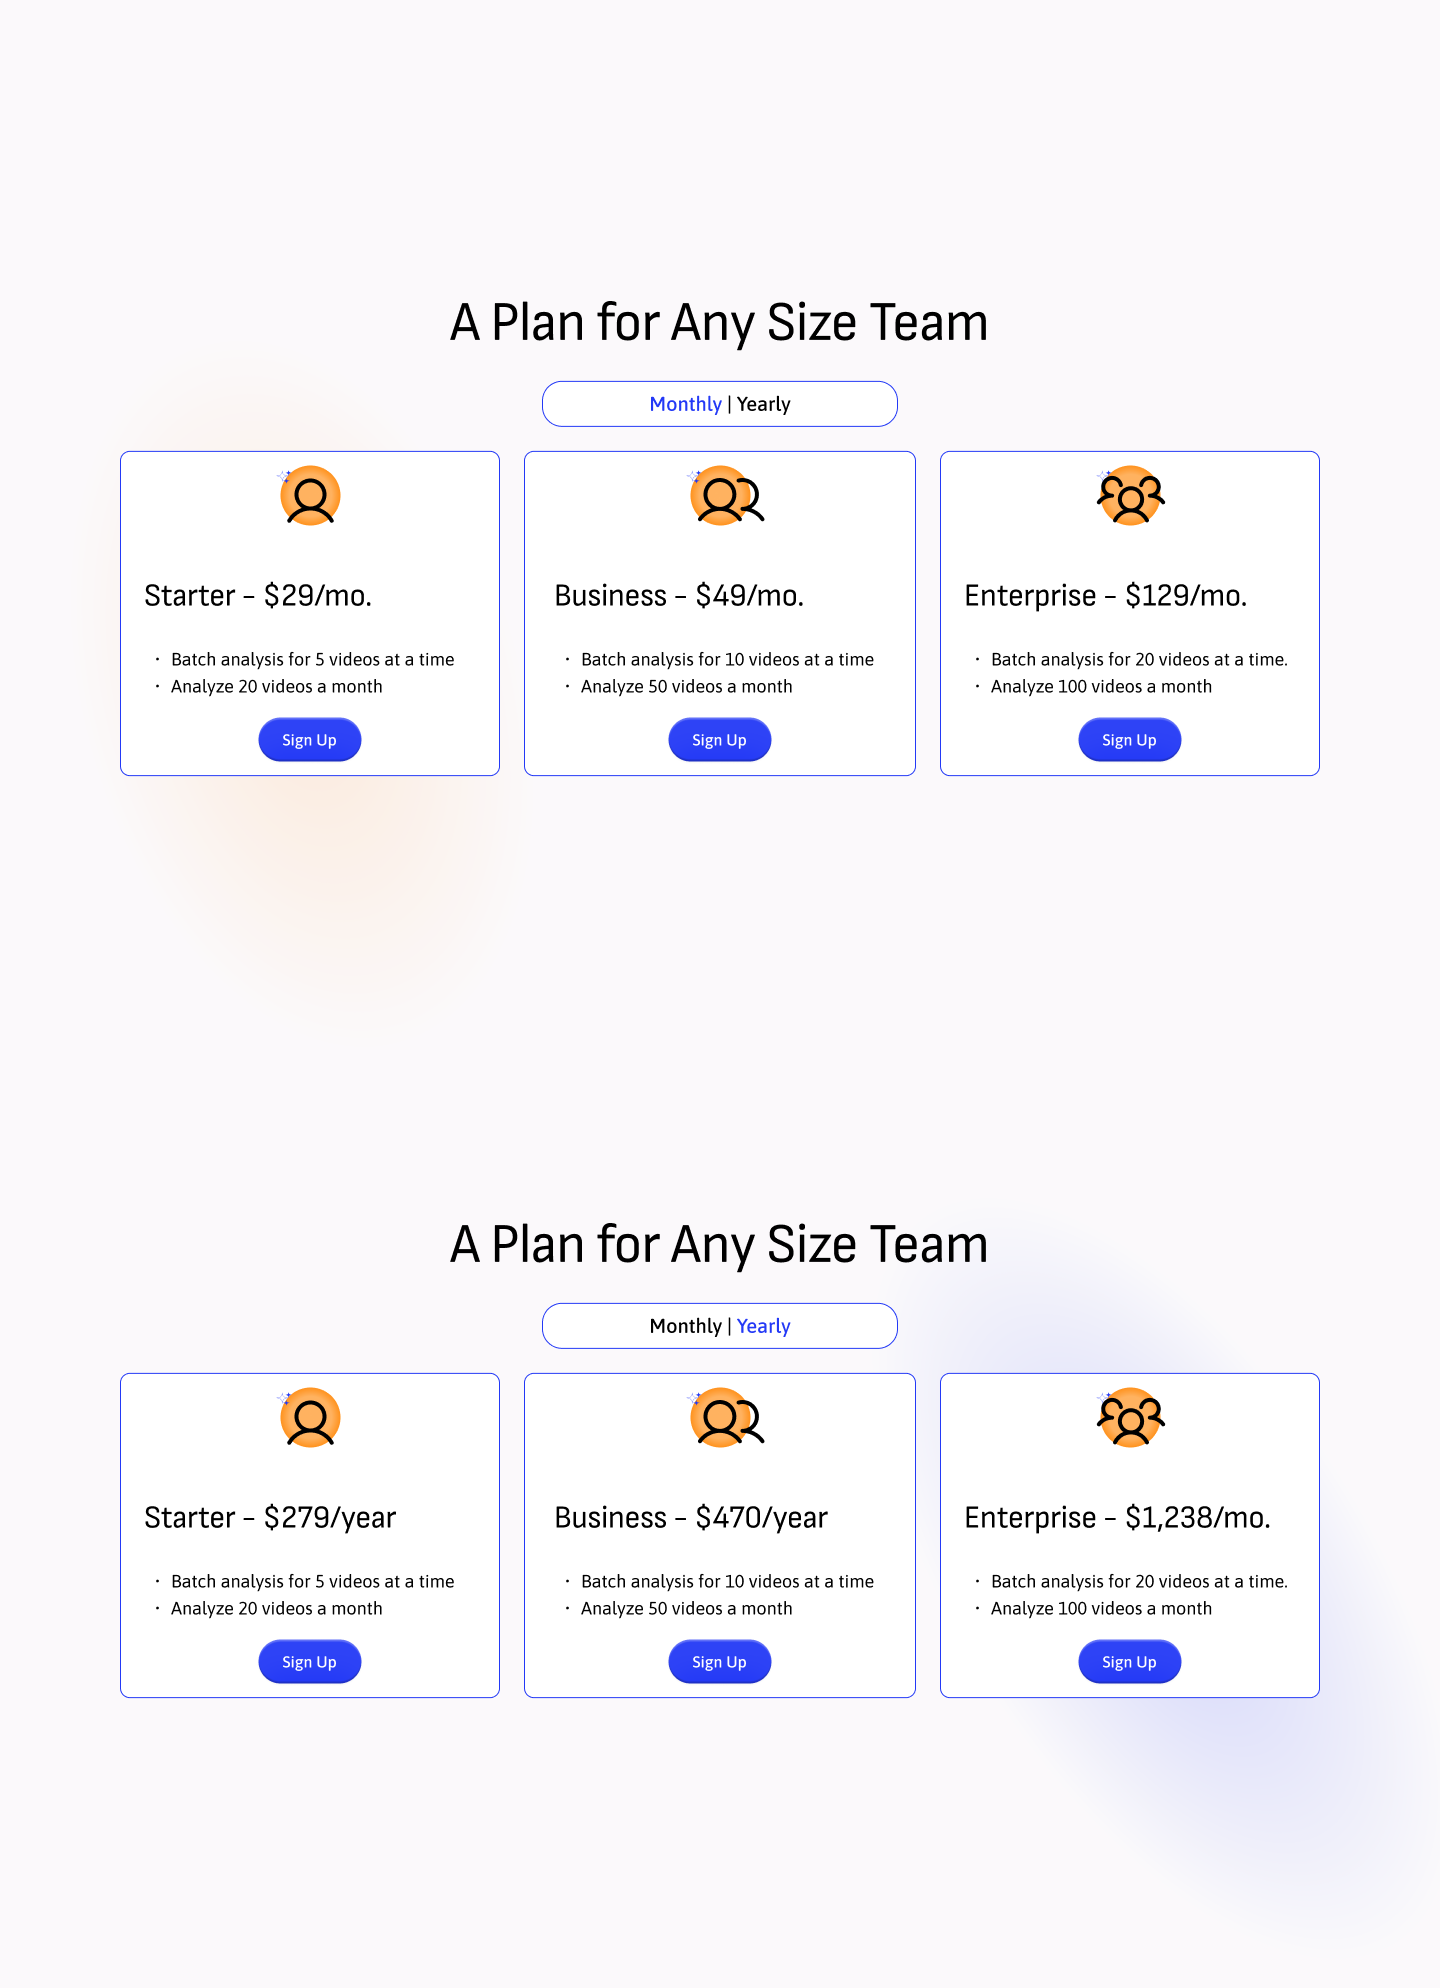 A Plan for Any Size Team
Monthly | Yearly
Starter - $29/mo.
• Batch analysis for 5 videos at a time
• Analyze 20 videos a month
Sign Up
Business - $49/mo.
• Batch analysis for 10 videos at a time
• Analyze 50 videos a month
Sign Up
Enterprise - $129/mo.
• Batch analysis for 20 videos at a time.
• Analyze 100 videos a month
Sign Up
A Plan for Any Size Team
Monthly | Yearly
Starter - $279/year
• Batch analysis for 5 videos at a time
• Analyze 20 videos a month
Sign Up
Business - $470/year
• Batch analysis for 10 videos at a time
• Analyze 50 videos a month
Sign Up
Enterprise - $1,238/mo.
• Batch analysis for 20 videos at a time.
• Analyze 100 videos a month
Sign Up